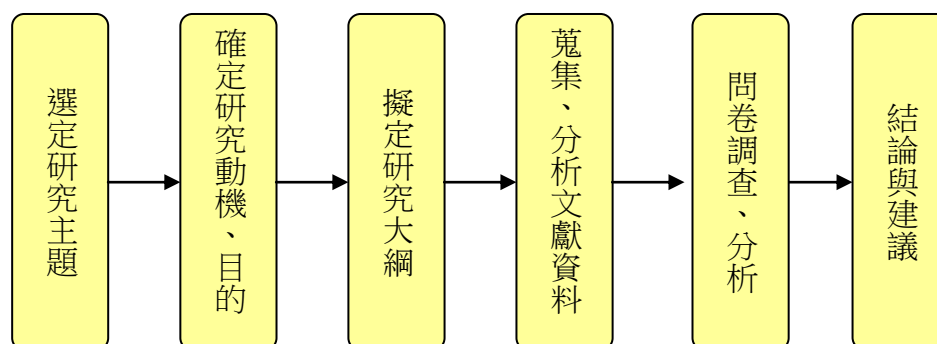 選定研究主題
確定研究動機、目的
擬定研究大綱
蒐集、分析文獻資料
問卷調查、分析
結論與建議